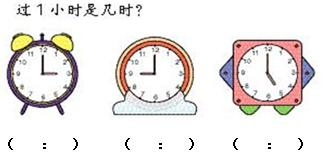 过1小时是几时?
( : ) ( : ) ( : )